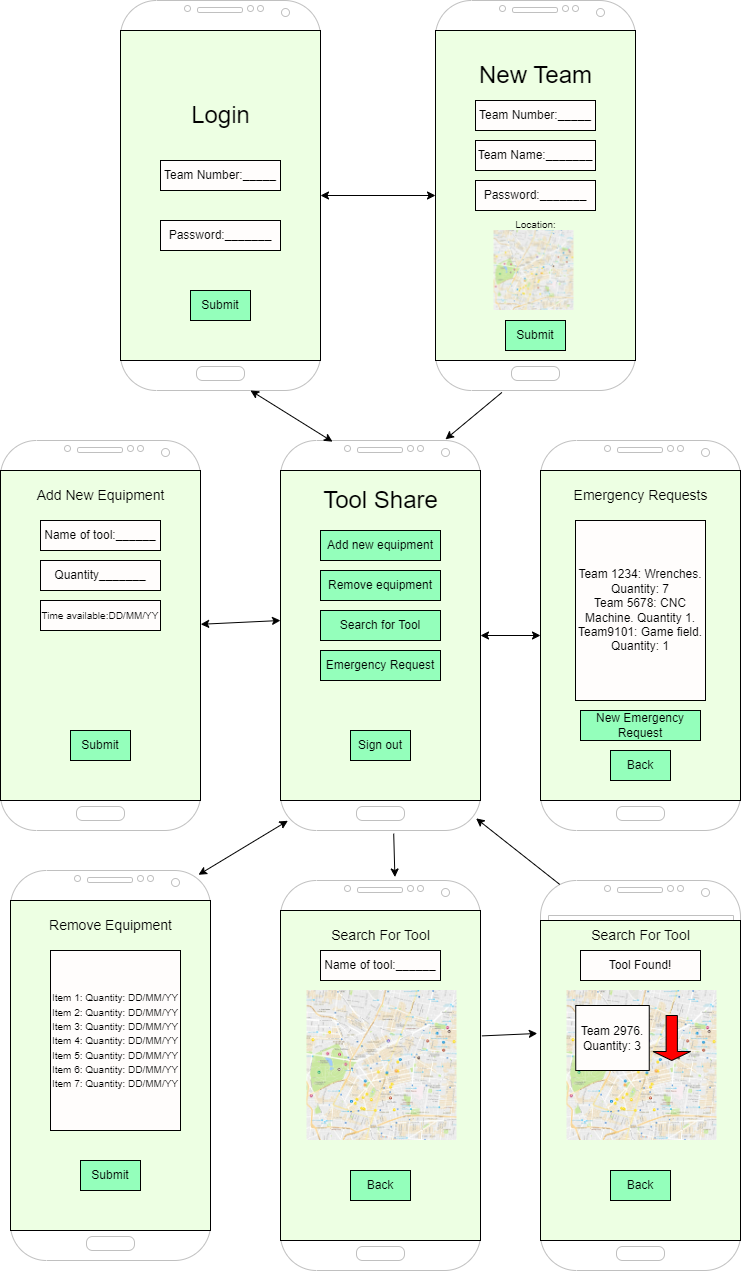 Login
Team Number:_____
Password:_______
Submit
New Team
Team Number:_____
Team Name:_______
Password:_______
Location:
Submit
Add New Equipment
Name of tool:______
Quantity_______
Time available:DD/MM/YY
Submit
Tool Share
Add new equipment
Remove equipment
Search for Tool
Emergency Request
Sign out
Emergency Requests
Team 1234: Wrenches.
Quantity: 7
Team 5678: CNC
Machine. Quantity 1.
Team9101: Game field.
Quantity: 1
New Emergency
Request
Back
Remove Equipment
Item 1: Quantity: DD/MM/YY
Item 2: Quantity: DD/MM/YY
Item 3: Quantity: DD/MM/YY
Item 4: Quantity: DD/MM/YY
Item 5: Quantity: DD/MM/YY
Item 6: Quantity: DD/MM/YY
Item 7: Quantity: DD/MM/YY
Submit
Search For Tool
Name of tool:______
Back
Search For Tool
Tool Found!
Team 2976.
Quantity: 3
Back